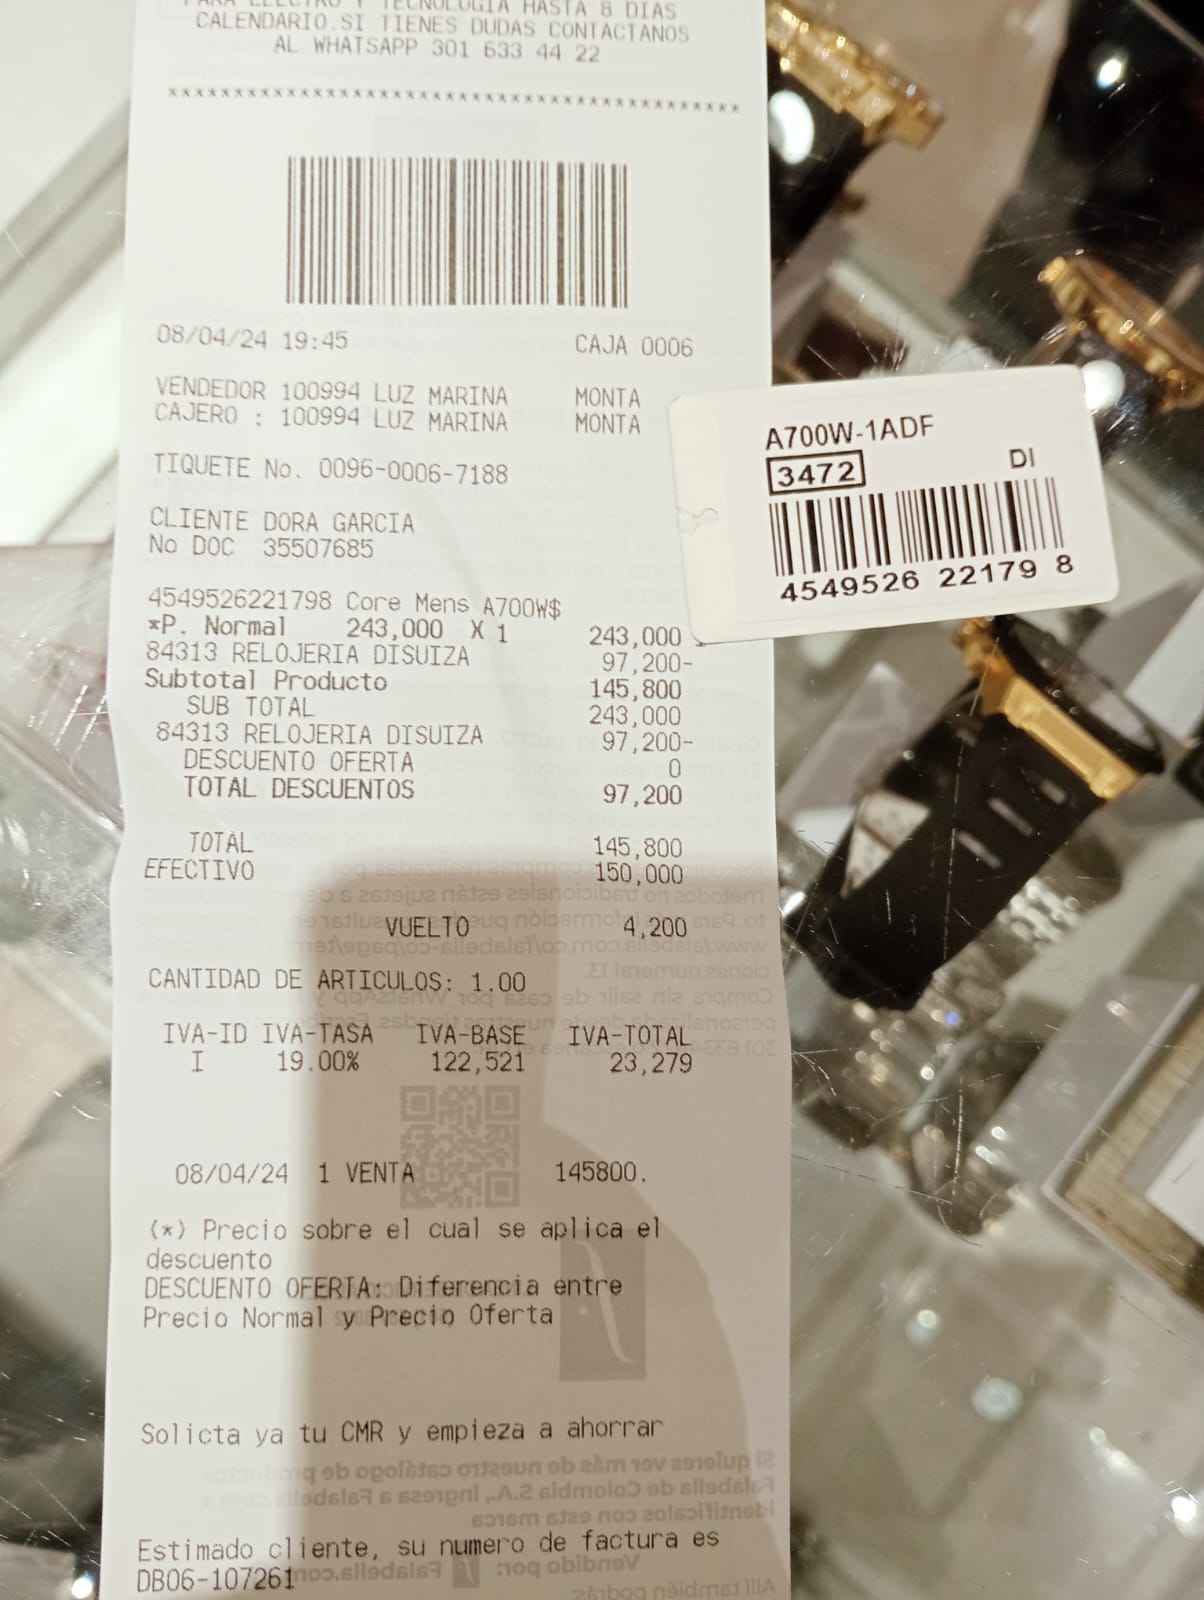 PARA ELECTRO Y TECNOLOGIA HASTA 8 DIAS
CALENDARIO.SI TIENES DUDAS CONTACTANOS
AL WHATSAPP 301 633 44 22
********************************************
08/04/24 19:45 CAJA 0006
VENDEDOR 100994 LUZ MARINA MONTA
CAJERO : 100994 LUZ MARINA MONTA
TIQUETE No. 0096-0006-7188
CLIENTE DORA GARCIA
No DOC 35507685
4549526221798 Core Mens A700W$
*P. Normal 243,000 X 1 243,000
84313 RELOJERIA DISUIZA 97,200-
Subtotal Producto 145,800
SUB TOTAL 243,000
84313 RELOJERIA DISUIZA 97,200-
DESCUENTO OFERTA 0
TOTAL DESCUENTOS 97,200
TOTAL 145,800
EFECTIVO 150,000
VUELTO 4,200
CANTIDAD DE ARTICULOS: 1.00
IVA-ID IVA-TASA IVA-BASE IVA-TOTAL
I 19.00% 122,521 23,279
08/04/24 1 VENTA 145800.
(*) Precio sobre el cual se aplica el
descuento
DESCUENTO OFERTA: Diferencia entre
Precio Normal y Precio Oferta
Solicta ya tu CMR y empieza a ahorrar
Estimado cliente, su numero de factura es
DB06-107261
A700W-1ADF
3472 DI
4549526 22179 8